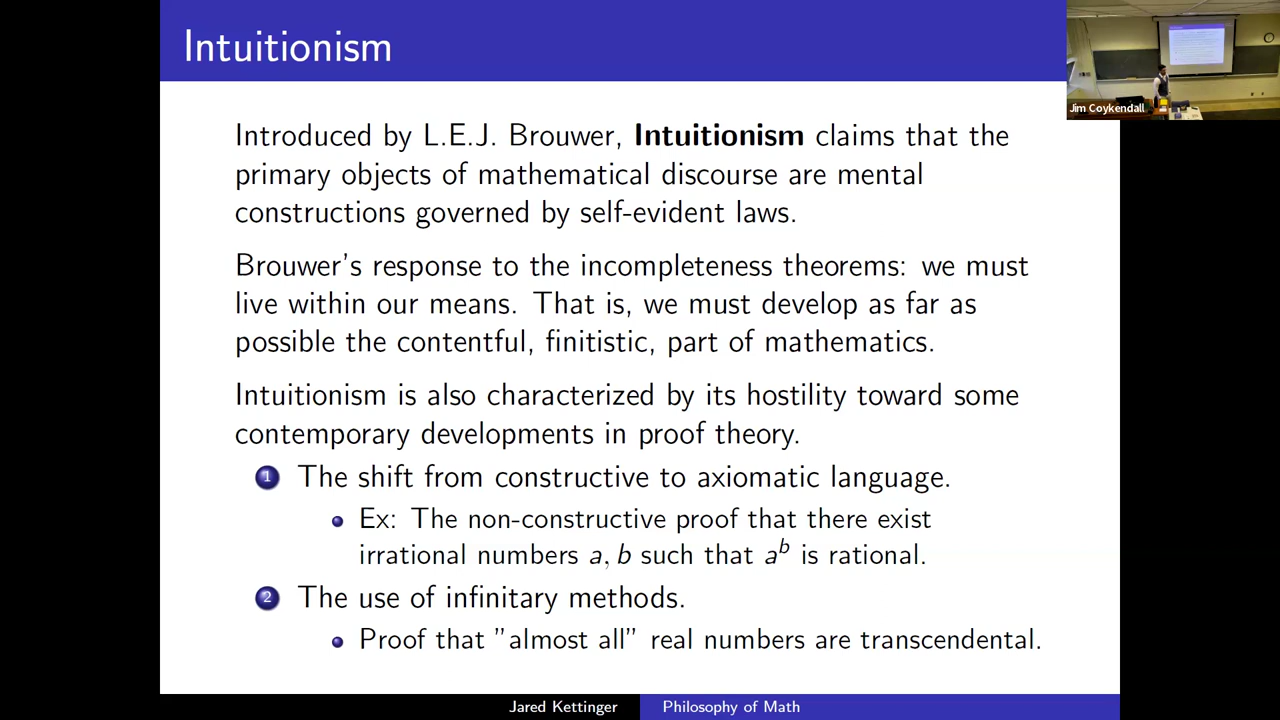 Intuitionism
Jim Coykendall
Introduced by L.E.J. Brouwer, Intuitionism claims that the
primary objects of mathematical discourse are mental
constructions governed by self-evident laws.
Brouwer's response to the incompleteness theorems: we must
live within our means. That is, we must develop as far as
possible the contentful, finitistic, part of mathematics.
Intuitionism is also characterized by its hostility toward some
contemporary developments in proof theory.
1 The shift from constructive to axiomatic language.
Ex: The non-constructive proof that there exist
irrational numbers a, b such that a^b is rational.
2 The use of infinitary methods.
Proof that ”almost all” real numbers are transcendental.
Jared Kettinger Philosophy of Math